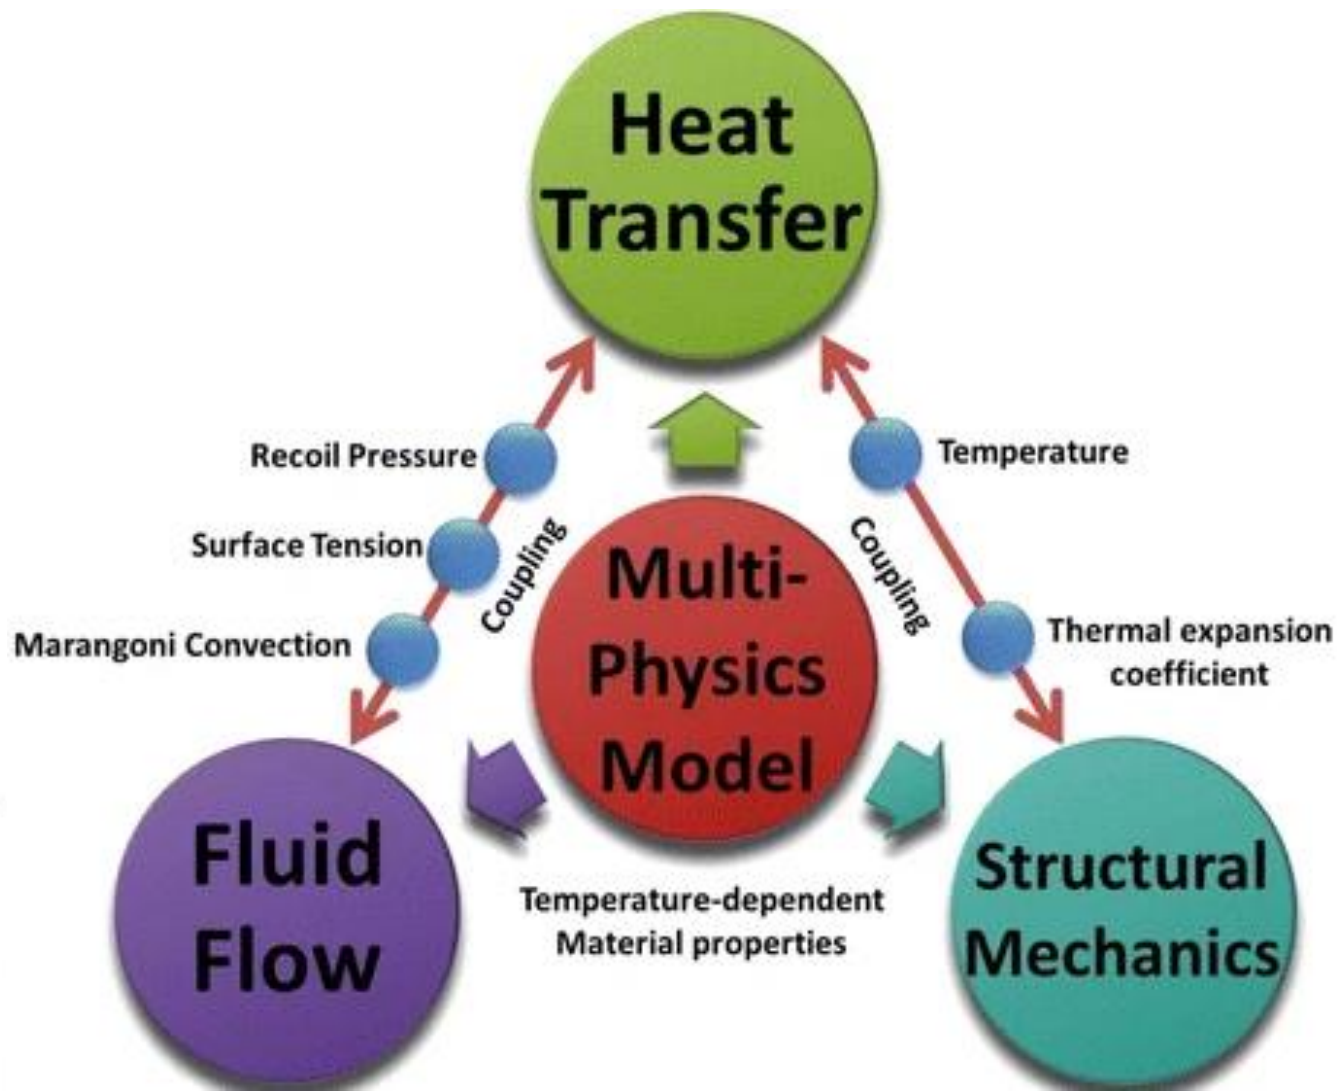 Heat
Transfer
Recoil Pressure
Temperature
Surface Tension
Coupling
Coupling
Marangoni Convection
Thermal expansion
coefficient
Multi-
Physics
Model
Fluid
Flow
Temperature-dependent
Material properties
Structural
Mechanics